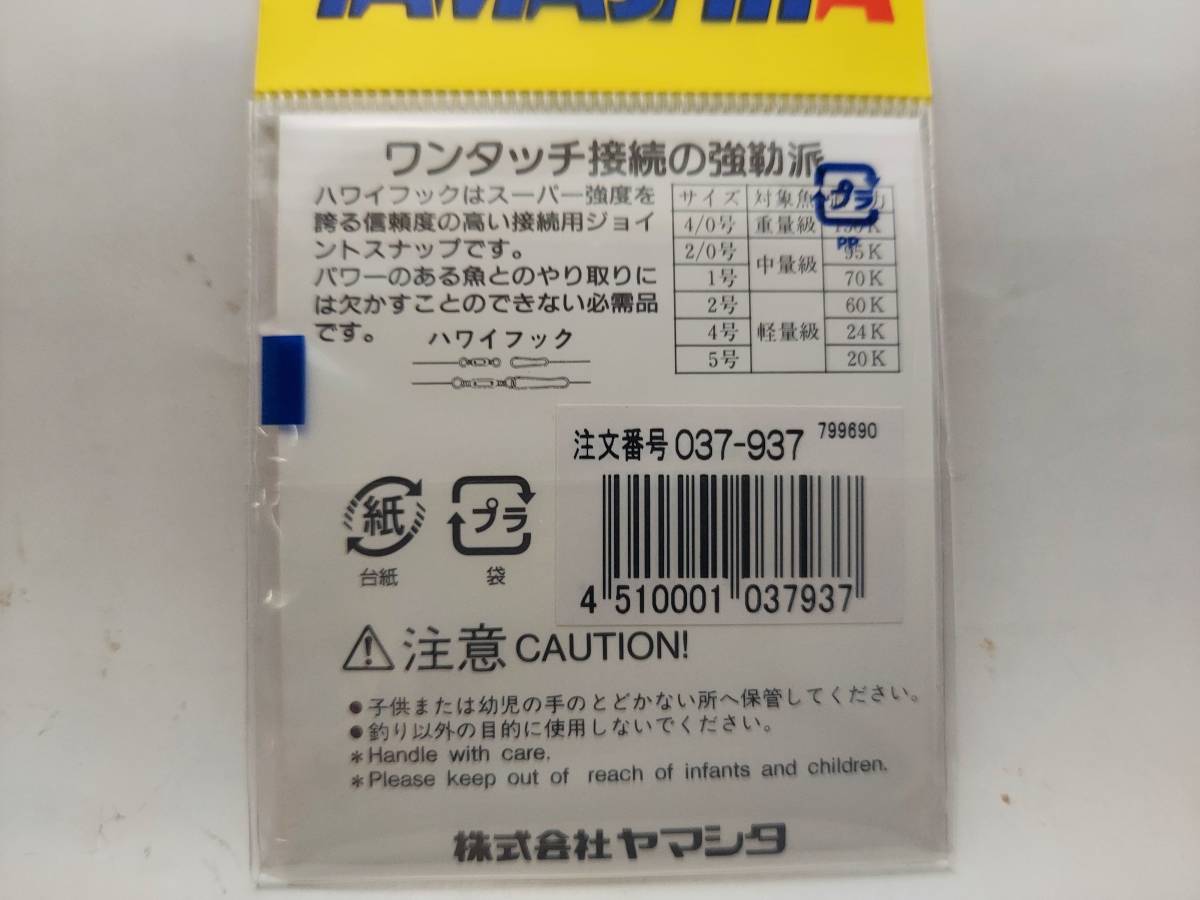 YAMASHITA
ワンタッチ接続の強靭派
ハワイフックはスーパー強度を
誇る信頼度の高い接続用ジョイ
ントスナップです。
パワーのある魚とのやり取りに
は欠かすことのできない必需品
です。
ハワイフック
サイズ 対象魚
プラ
PP
4/0号 重量級
2/0号 中量級 95K
1号 70K
2号 軽量級 60K
4号 24K
5号 20K
注文番号 037-937 799690
4 510001 037937
紙 プラ
台紙 袋
注意 CAUTION!
●子供または幼児の手のとどかない所へ保管してください。
●釣り以外の目的に使用しないでください。
*Handle with care.
*Please keep out of reach of infants and children.
株式会社ヤマシタ